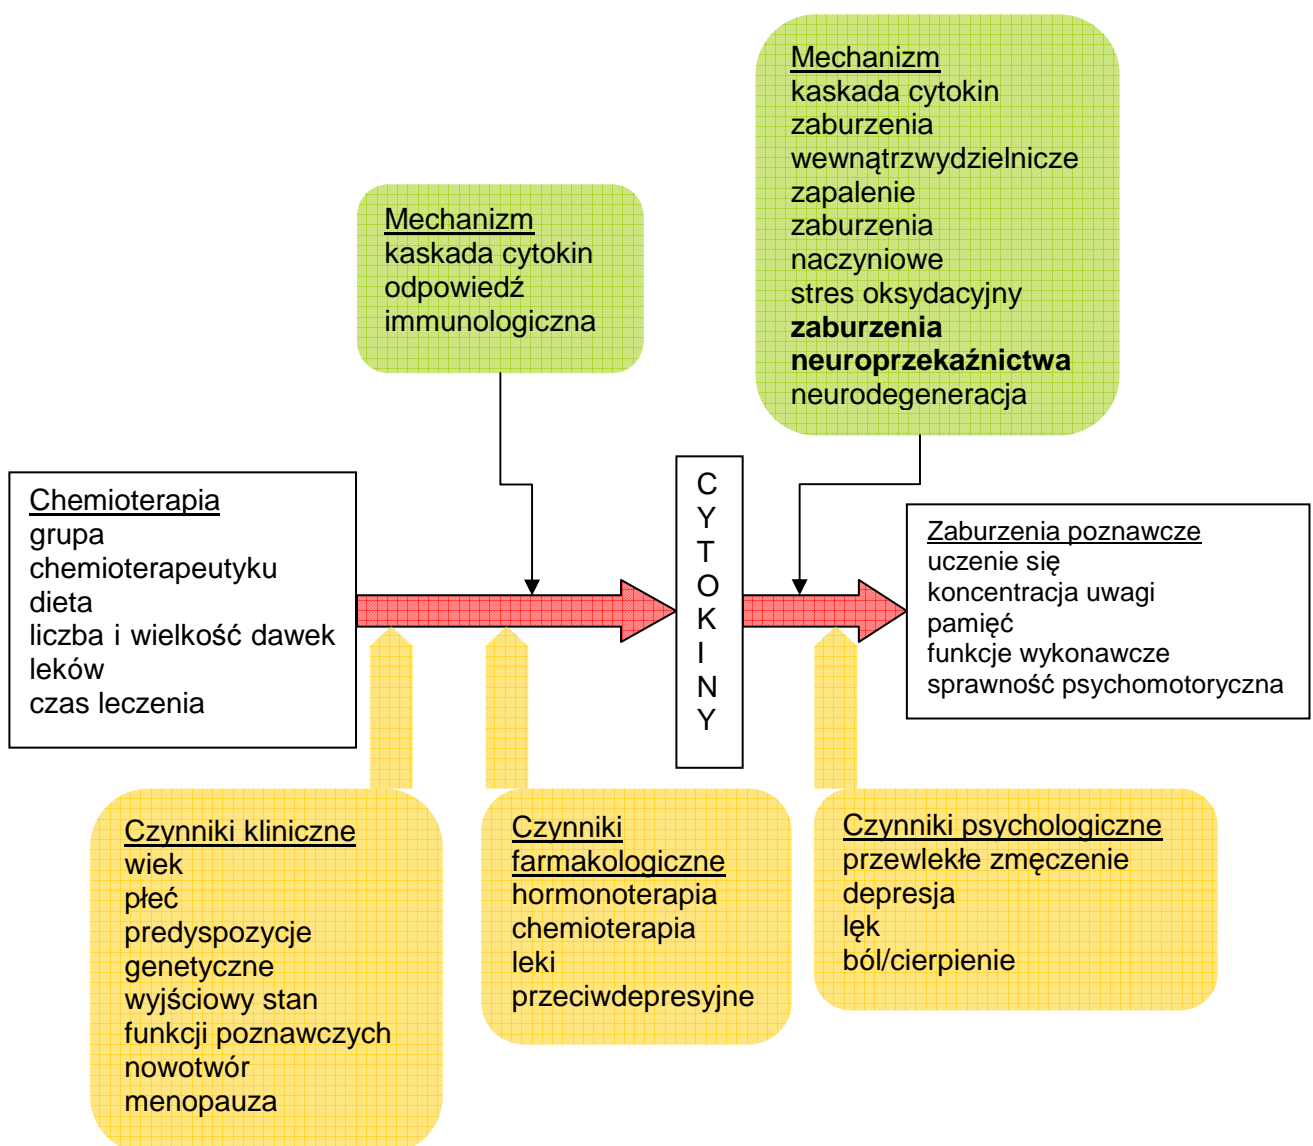 Mechanizm
kaskada cytokin
zaburzenia
wewnątrzwydzielnicze
zapalenie
zaburzenia
naczyniowe
stres oksydacyjny
zaburzenia
neuroprzekaźnictwa
neurodegeneracja
Mechanizm
kaskada cytokin
odpowiedź
immunologiczna
Chemioterapia
grupa
chemioterapeutyku
dieta
liczba i wielkość dawek
leków
czas leczenia
C
Y
T
O
K
I
N
Y
Zaburzenia poznawcze
uczenie się
koncentracja uwagi
pamięć
funkcje wykonawcze
sprawność psychomotoryczna
Czynniki kliniczne
wiek
płeć
predyspozycje
genetyczne
wyjściowy stan
funkcji poznawczych
nowotwór
menopauza
Czynniki
farmakologiczne
hormonoterapia
chemioterapia
leki
przeciwdepresyjne
Czynniki psychologiczne
przewlekłe zmęczenie
depresja
lęk
ból/cierpienie